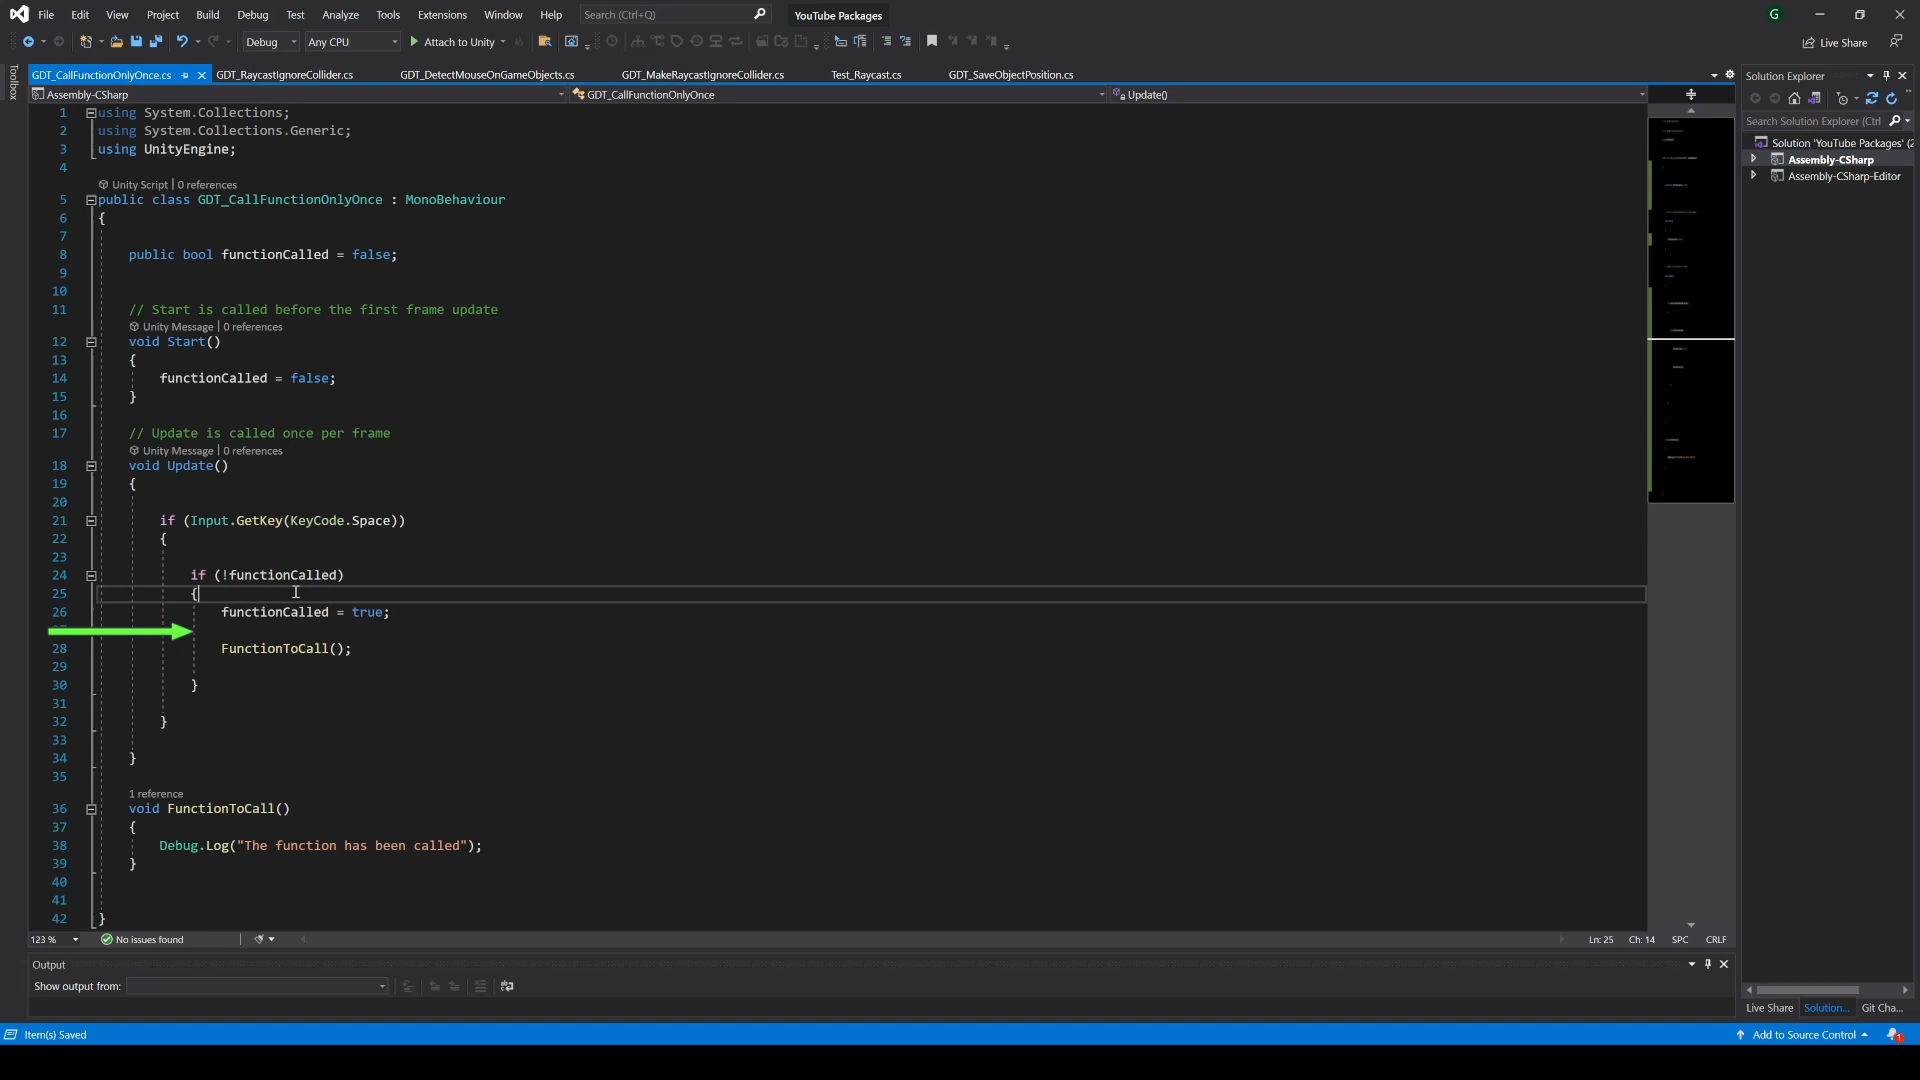 File Edit View Project Build Debug Test Analyze Tools Extensions Window Help Search (Ctrl+Q) YouTube Packages G
Debug Any CPU Attach to Unity Live Share
Toolbox
GDT_CallFunctionOnlyOnce.cs GDT_RaycastIgnoreCollider.cs GDT_DetectMouseOnGameObjects.cs GDT_MakeRaycastIgnoreCollider.cs Test_Raycast.cs GDT_SaveObjectPosition.cs
Assembly-CSharp GDT_CallFunctionOnlyOnce Update()
1 using System.Collections;
2 using System.Collections.Generic;
3 using UnityEngine;
4
Unity Script | 0 references
5 public class GDT_CallFunctionOnlyOnce : MonoBehaviour
6 {
7
8 public bool functionCalled = false;
9
10
11 // Start is called before the first frame update
Unity Message | 0 references
12 void Start()
13 {
14 functionCalled = false;
15 }
16
17 // Update is called once per frame
Unity Message | 0 references
18 void Update()
19 {
20
21 if (Input.GetKey(KeyCode.Space))
22 {
23
24 if (!functionCalled)
25 {
26 functionCalled = true;
28 FunctionToCall();
29
30 }
31
32 }
33
34 }
35
1 reference
36 void FunctionToCall()
37 {
38 Debug.Log("The function has been called");
39 }
40
41
42 }
123 % No issues found Ln: 25 Ch: 14 SPC CRLF
Output
Show output from:
Solution Explorer
Search Solution Explorer (Ctrl
Solution 'YouTube Packages' (2
Assembly-CSharp
Assembly-CSharp-Editor
Live Share Solution... Git Cha...
Item(s) Saved Add to Source Control 1